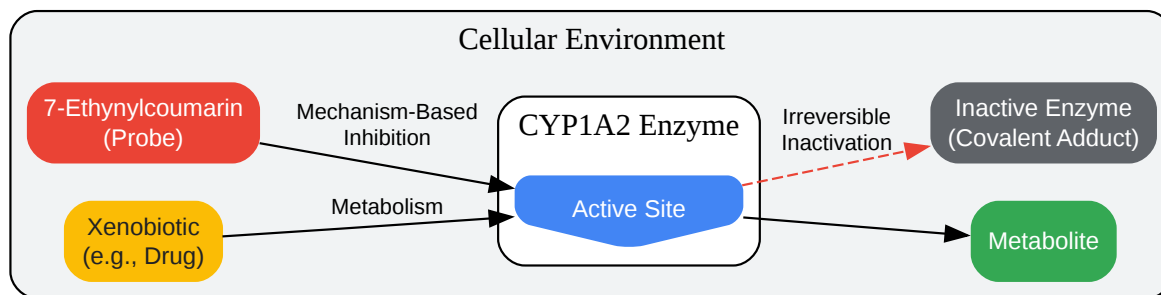 Cellular Environment
7-Ethynylcoumarin
(Probe)
Mechanism-Based
Inhibition
CYP1A2 Enzyme
Irreversible
Inactivation
Inactive Enzyme
(Covalent Adduct)
Active Site
Xenobiotic
(e.g., Drug)
Metabolism
Metabolite